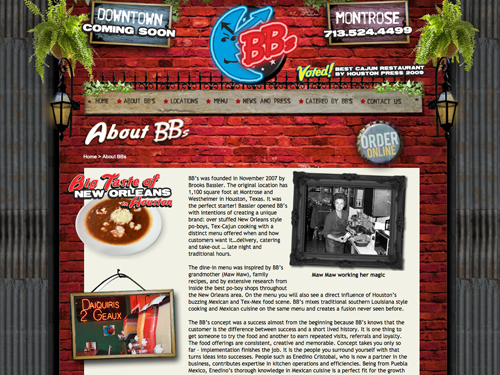 DOWNTOWN
COMING SOON
BBs
MONTROSE
713.524.4499
Voted! BEST CAJUN RESTAURANT
BY HOUSTON PRESS 2009
HOME ABOUT BB'S LOCATIONS MENU NEWS AND PRESS CATERED BY BB'S CONTACT US
About BBs
ORDER
ONLINE
Home > About BBs
Big Taste of
NEW ORLEANS
in Houston
BB's was founded in November 2007 by
Brooks Bassler. The original location has
1,100 square foot at Montrose and
Westheimer in Houston, Texas. It was
the perfect starter! Bassler opened BB's
with intentions of creating a unique
brand: over stuffed New Orleans style
po-boys, Tex-Cajun cooking with a
distinct menu offered when and how
customers want it...delivery, catering
and take-out ... late night and
traditional hours.
Maw Maw working her magic
The dine-in menu was inspired by BB's
grandmother (Maw Maw), family
recipes, and by extensive research from
inside the best po-boy shops throughout
the New Orleans area. On the menu you will also see a direct influence of Houston's
buzzing Mexican and Tex-Mex food scene. BB's mixes traditional southern Louisiana style
cooking and Mexican cuisine on the same menu and creates a fusion never seen before.
DAIQUIRIS
2 GEAUX
The BB's concept was a success almost from the beginning because BB's knows that the
customer is the difference between success and a short lived history. It is one thing to
get someone to try the food and another to earn repeated visits, referrals and loyalty.
The food offerings are consistent, creative and memorable. Concept takes you only so
far - implementation finishes the job. It is the people you surround yourself with that
turns ideas into successes. People such as Enedino Cristobal, who is now a partner in
the business, contributes expertise in kitchen operations and efficiencies. Being from Puebla
Mexico, Enedino's thorough knowledge in Mexican cuisine is a perfect fit for the growth